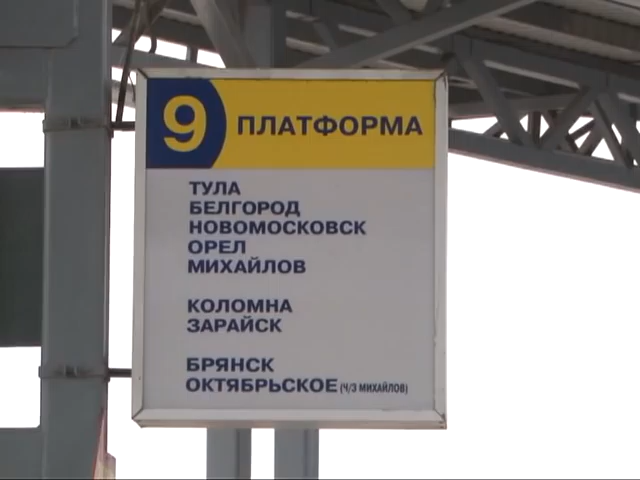 9 ПЛАТФОРМА
ТУЛА
БЕЛГОРОД
НОВОМОСКОВСК
ОРЕЛ
МИХАЙЛОВ
КОЛОМНА
ЗАРАЙСК
БРЯНСК
ОКТЯБРЬСКОЕ (Ч/З МИХАЙЛОВ)